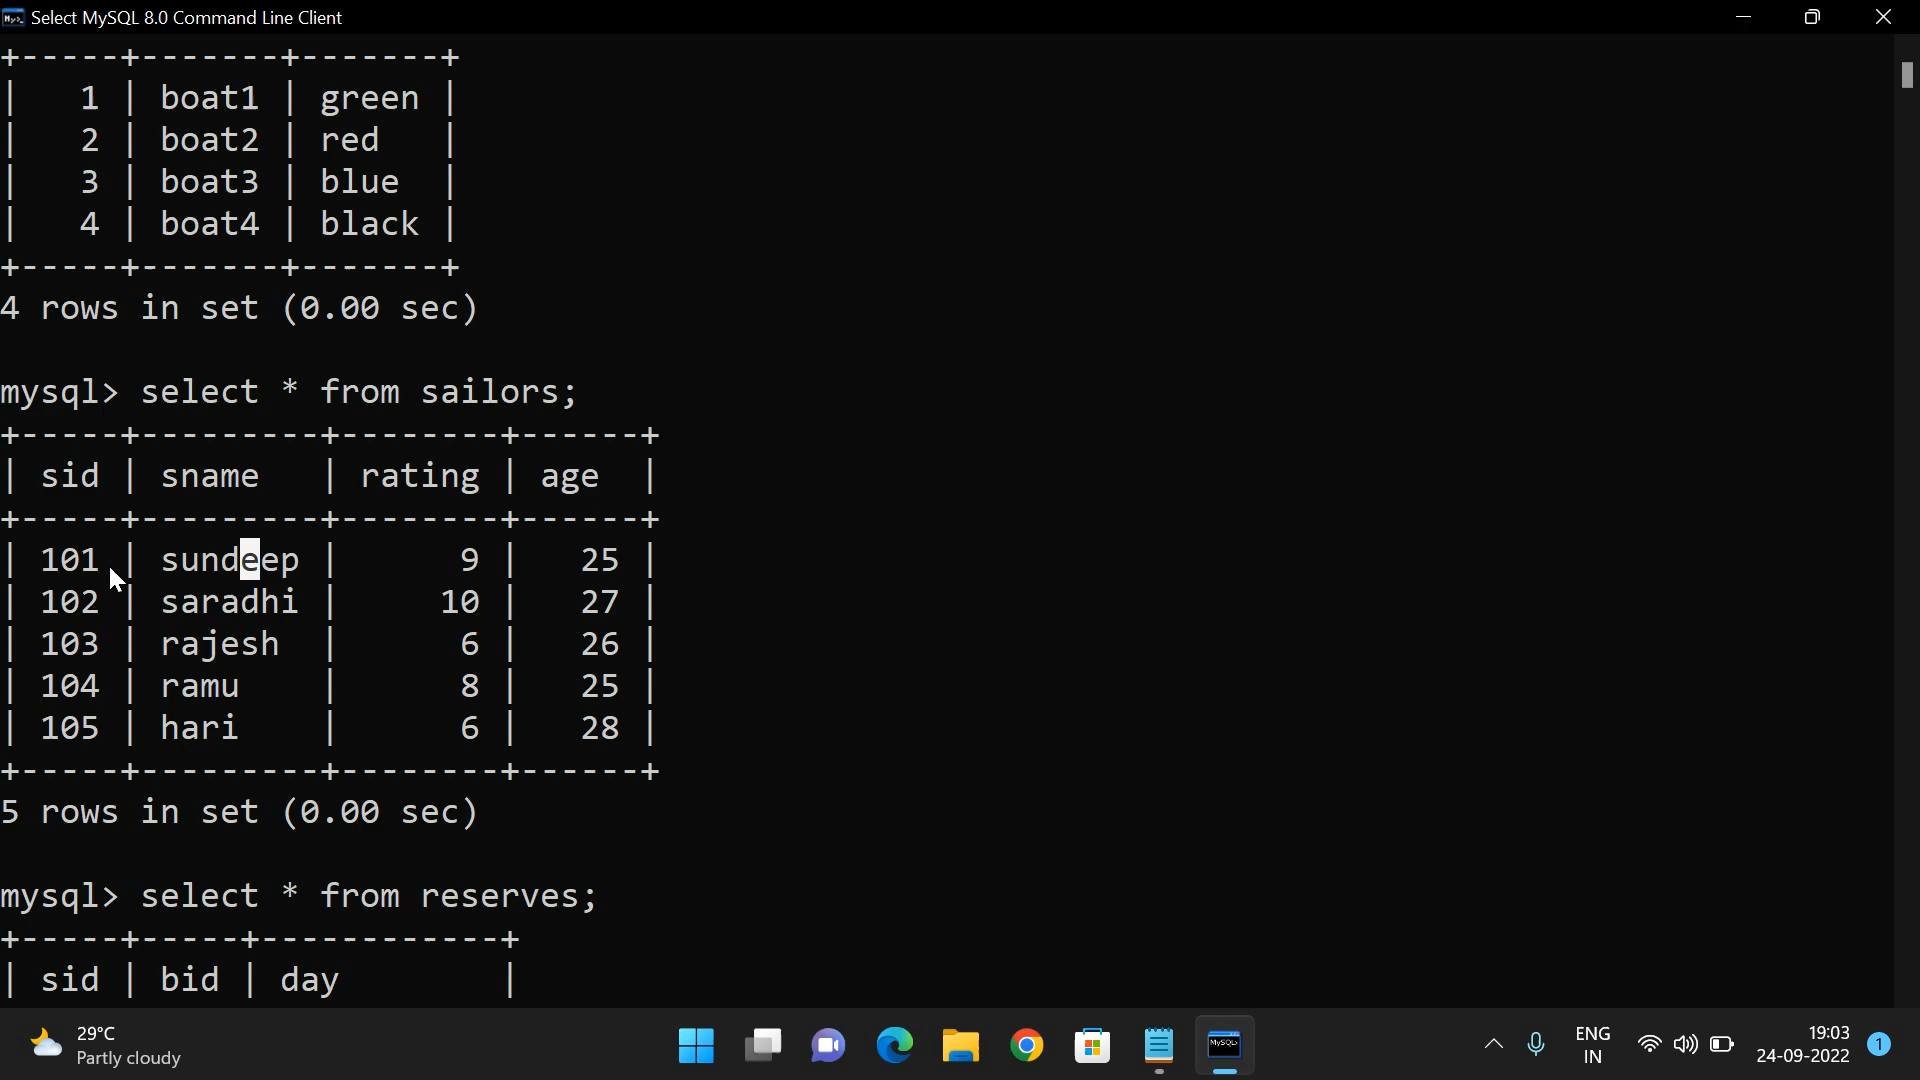 Select MySQL 8.0 Command Line Client
+-----+-------+-------+
|   1 | boat1 | green |
|   2 | boat2 | red   |
|   3 | boat3 | blue  |
|   4 | boat4 | black |
+-----+-------+-------+
4 rows in set (0.00 sec)
mysql> select * from sailors;
+-----+---------+--------+------+
| sid | sname   | rating | age  |
+-----+---------+--------+------+
| 101 | sundeep |      9 |   25 |
| 102 | saradhi |     10 |   27 |
| 103 | rajesh  |      6 |   26 |
| 104 | ramu    |      8 |   25 |
| 105 | hari    |      6 |   28 |
+-----+---------+--------+------+
5 rows in set (0.00 sec)
mysql> select * from reserves;
+-----+-----+------------+
| sid | bid | day        |
29°C
Partly cloudy
MySQL>
ENG
IN
19:03
24-09-2022
1